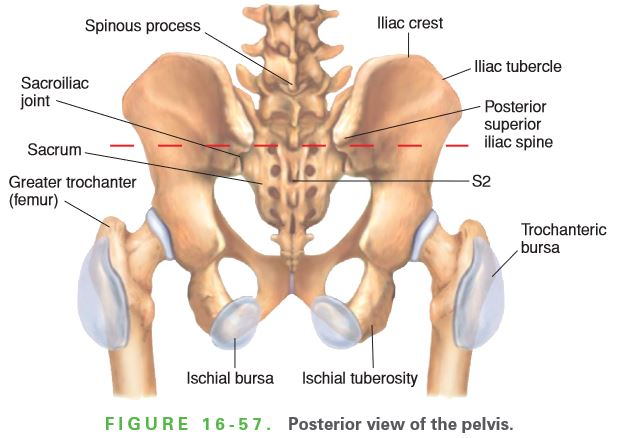 Spinous process
Iliac crest
Iliac tubercle
Sacroiliac
joint
Posterior
superior
iliac spine
Sacrum
S2
Greater trochanter
(femur)
Trochanteric
bursa
Ischial bursa
Ischial tuberosity
FIGURE 16-57. Posterior view of the pelvis.